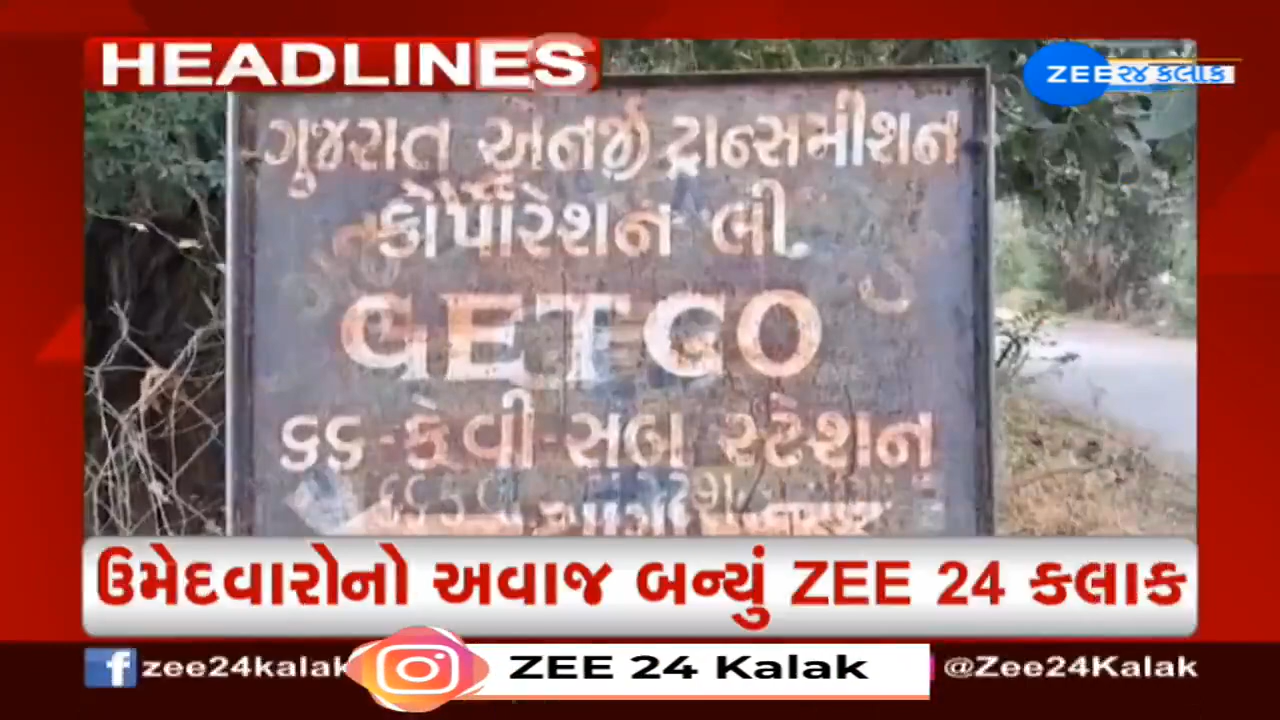 HEADLINES
ZEE ૨૪ કલાક
ગુજરાત એનર્જી ટ્રાન્સમીશન
કોર્પોરેશન લી.
GETCO
૬૬-કેવી-સબ સ્ટેશન
ઉમેદવારોનો અવાજ બન્યું ZEE 24 કલાક
zee24kalak
ZEE 24 Kalak
@Zee24Kalak